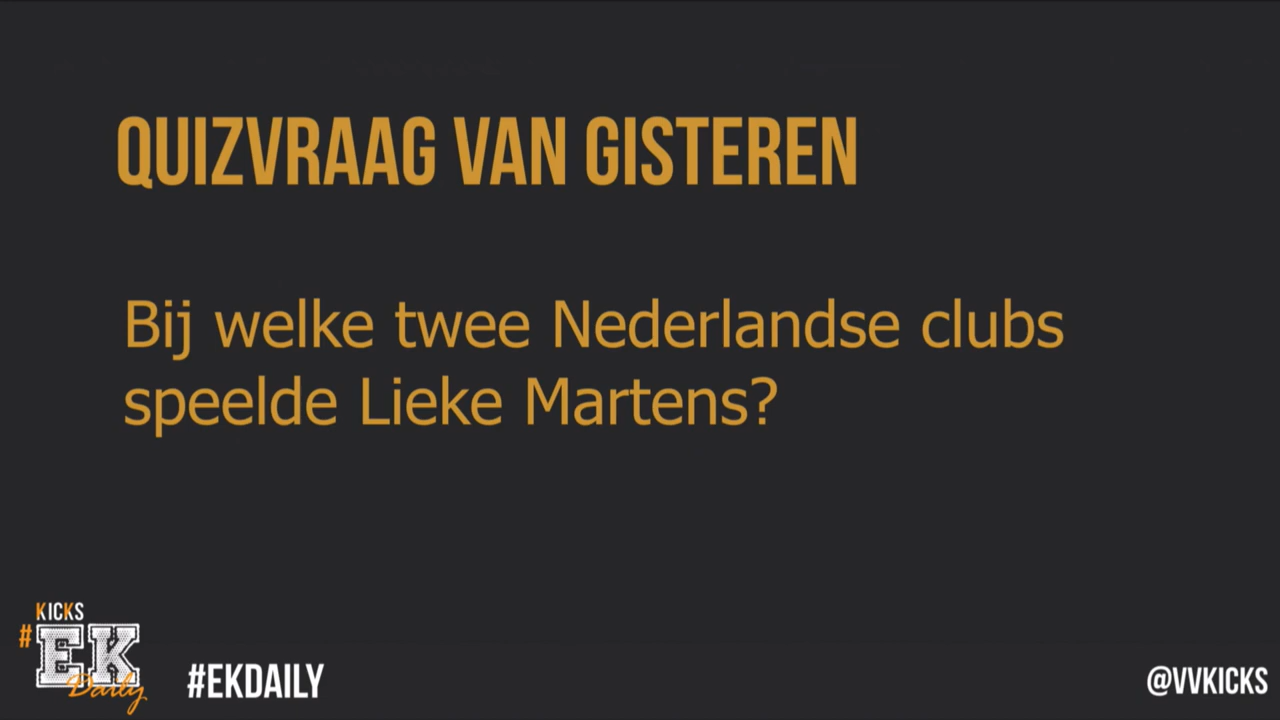 QUIZVRAAG VAN GISTEREN
Bij welke twee Nederlandse clubs
speelde Lieke Martens?
KICKS
#EK
Daily
#EKDAILY
@VVKICKS